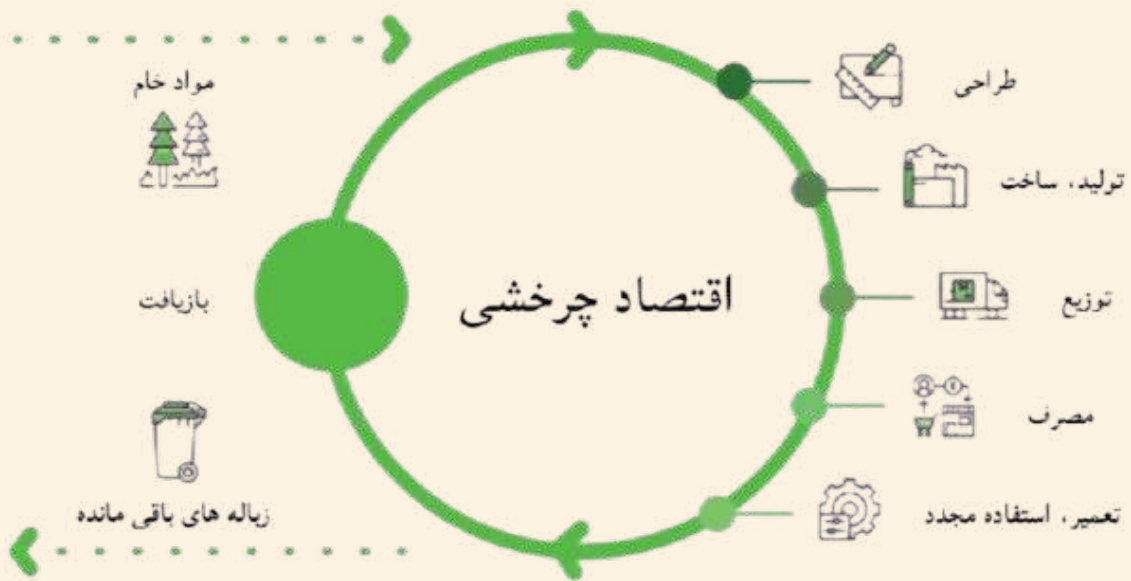 مواد خام
طراحی
تولید، ساخت
بازیافت
اقتصاد چرخشی
توزیع
مصرف
زباله های باقی مانده
تعمیر، استفاده مجدد